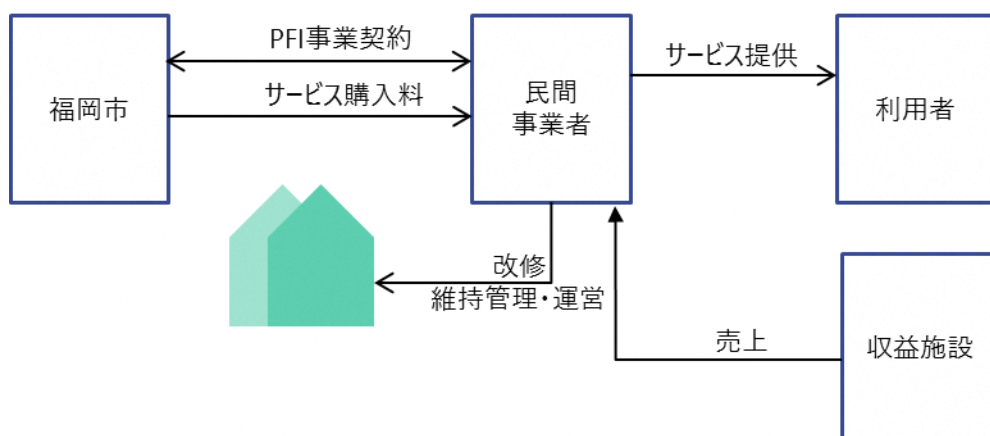 PFI事業契約
サービス購入料
福岡市
民間
事業者
サービス提供
利用者
改修
維持管理・運営
売上
収益施設